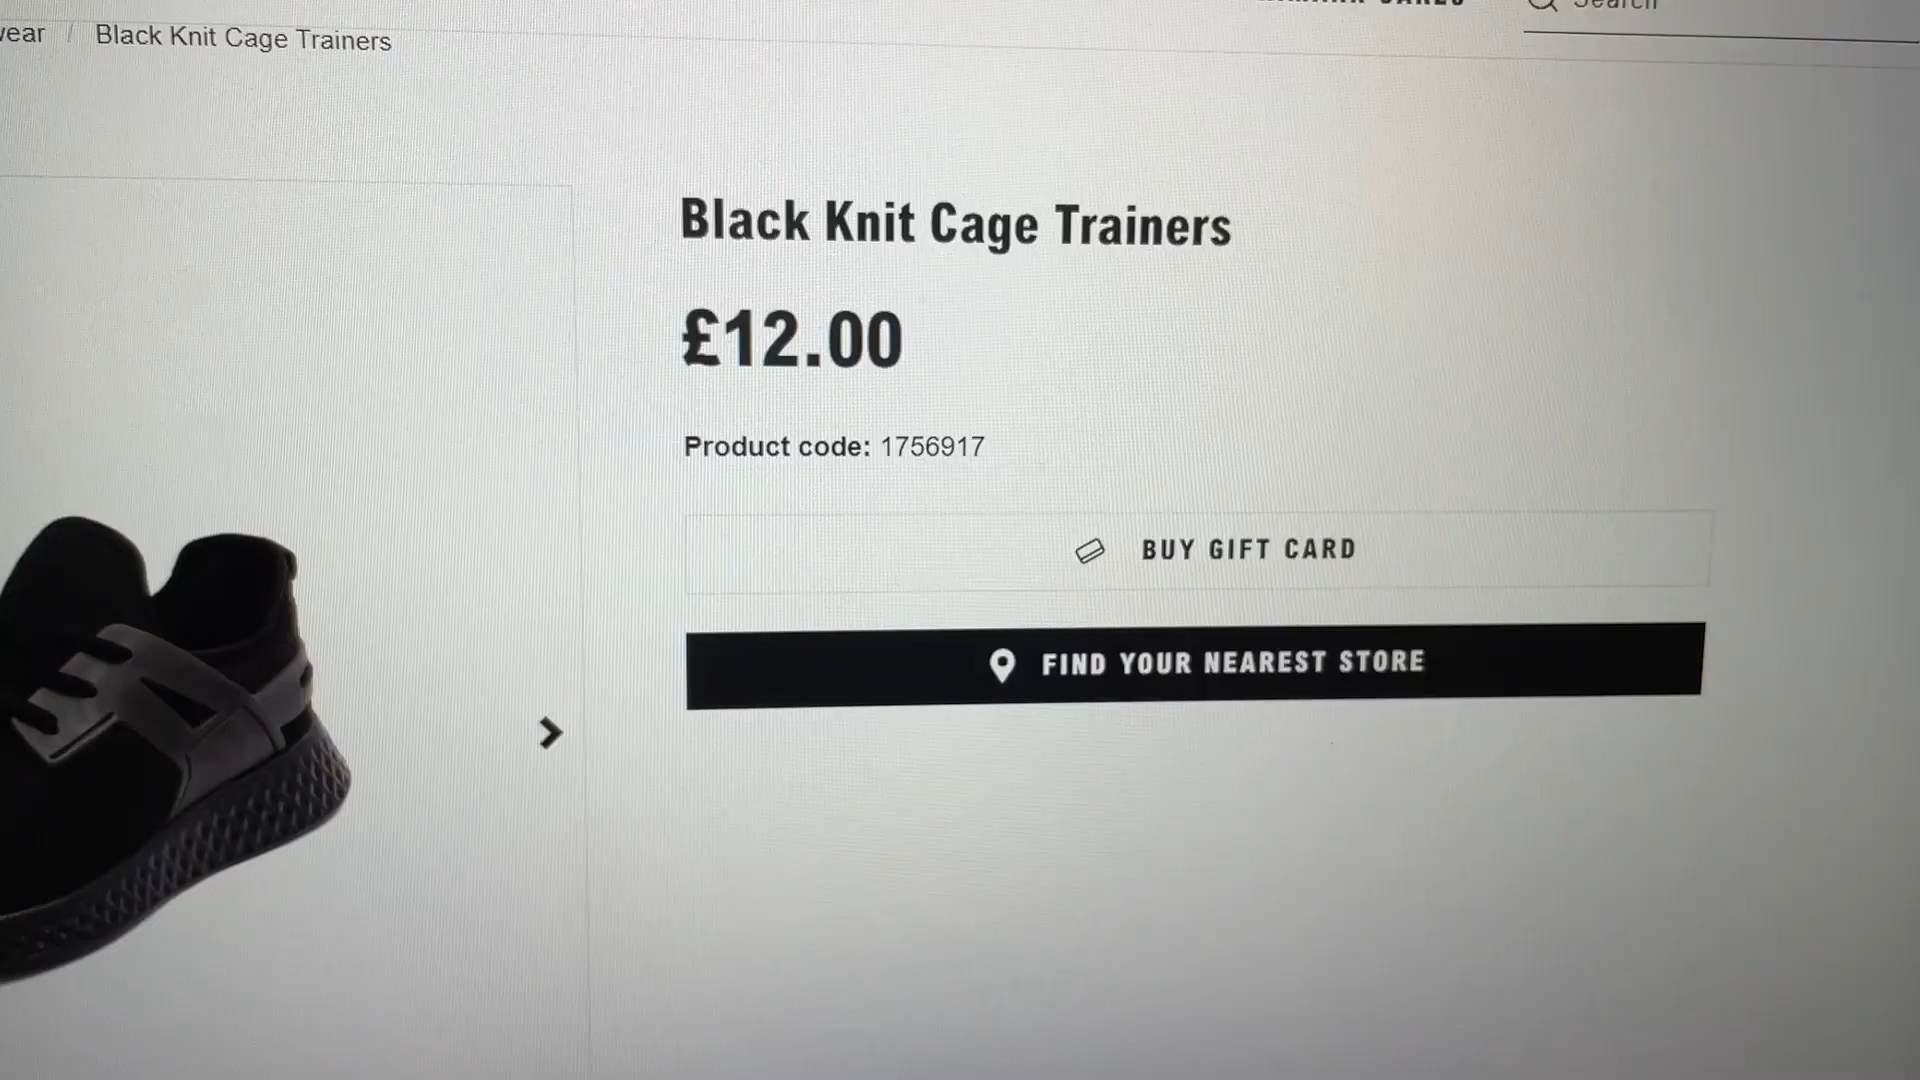 Black Knit Cage Trainers
Black Knit Cage Trainers
£12.00
Product code: 1756917
BUY GIFT CARD
FIND YOUR NEAREST STORE